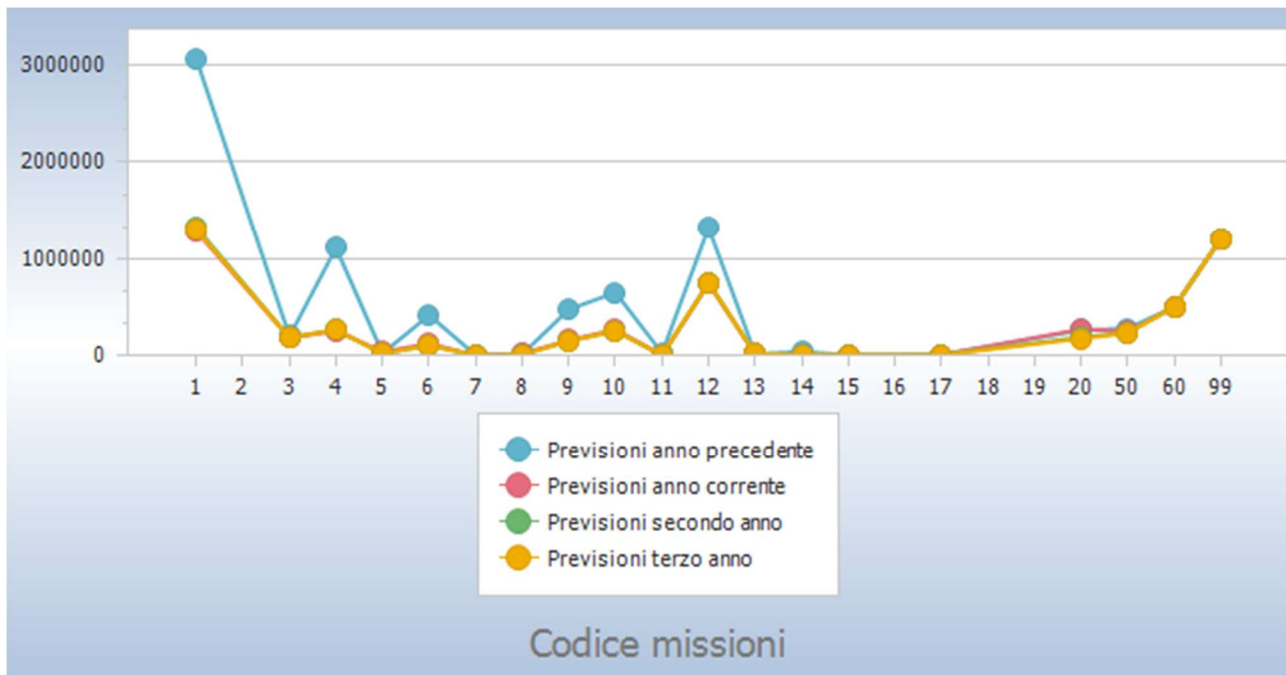 3000000
2000000
1000000
0
1 2 3 4 5 6 7 8 9 10 11 12 13 14 15 16 17 18 19 20 50 60 99
Previsioni anno precedente
Previsioni anno corrente
Previsioni secondo anno
Previsioni terzo anno
Codice missioni